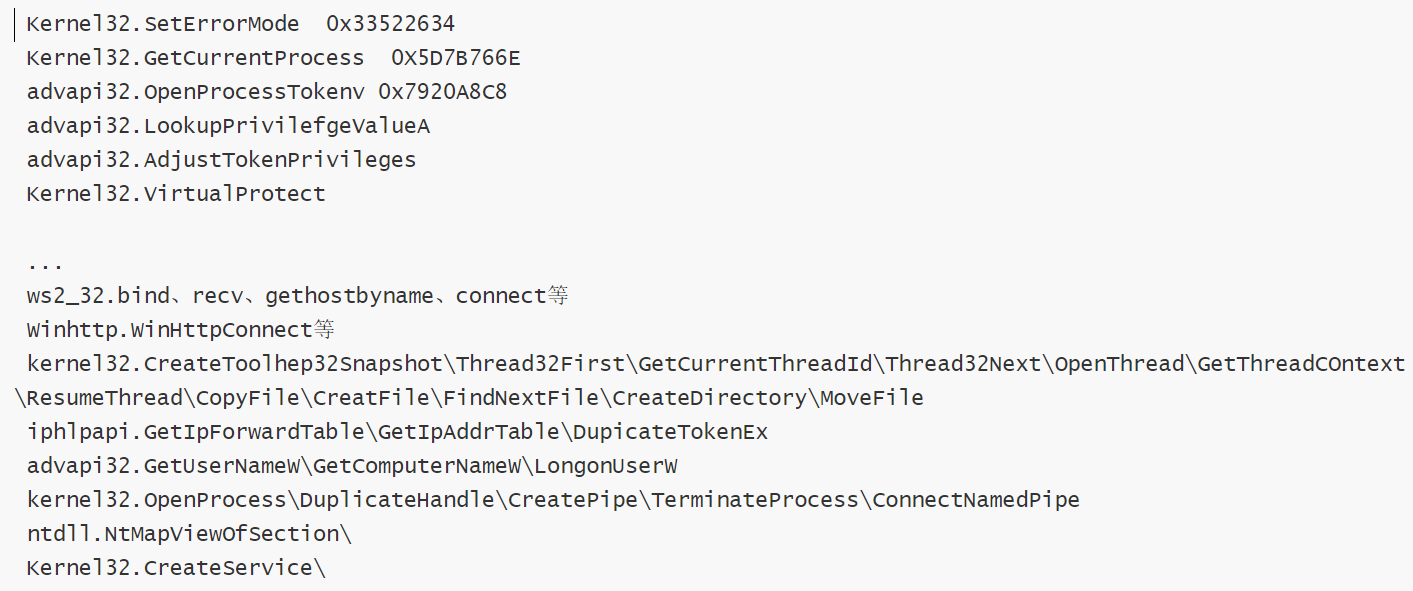 Kernel32.SetErrorMode  0x33522634
Kernel32.GetCurrentProcess  0X5D7B766E
advapi32.OpenProcessTokenv 0x7920A8C8
advapi32.LookupPrivilefgeValueA
advapi32.AdjustTokenPrivileges
Kernel32.VirtualProtect
...
ws2_32.bind、recv、gethostbyname、connect等
Winhttp.WinHttpConnect等
kernel32.CreateToolhep32Snapshot\Thread32First\GetCurrentThreadId\Thread32Next\OpenThread\GetThreadCOntext
\ResumeThread\CopyFile\CreatFile\FindNextFile\CreateDirectory\MoveFile
iphlpapi.GetIpForwardTable\GetIpAddrTable\DupicateTokenEx
advapi32.GetUserNameW\GetComputerNameW\LongonUserW
kernel32.OpenProcess\DuplicateHandle\CreatePipe\TerminateProcess\ConnectNamedPipe
ntdll.NtMapViewOfSection\
Kernel32.CreateService\